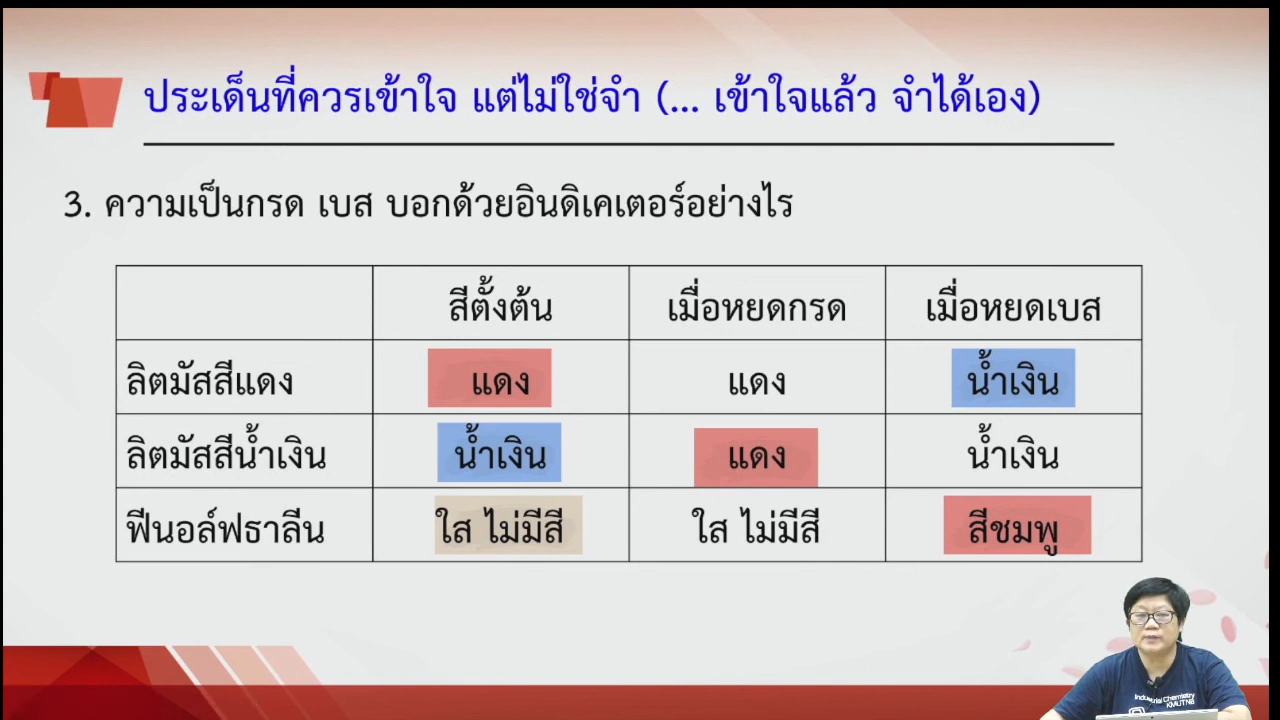 ประเด็นที่ควรเข้าใจ แต่ไม่ใช่จำ (... เข้าใจแล้ว จำได้เอง)
3. ความเป็นกรด เบส บอกด้วยอินดิเคเตอร์อย่างไร
สีตั้งต้น เมื่อหยดกรด เมื่อหยดเบส
ลิตมัสสีแดง แดง แดง น้ำเงิน
ลิตมัสสีน้ำเงิน น้ำเงิน แดง น้ำเงิน
ฟีนอล์ฟธาลีน ใส ไม่มีสี ใส ไม่มีสี สีชมพู
Industrial Chemistry
KMUTNB